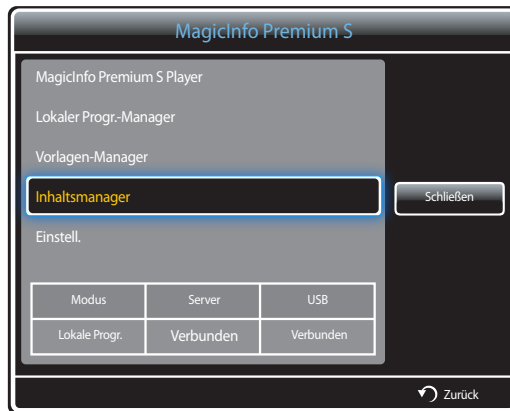 MagicInfo Premium S
MagicInfo Premium S Player
Lokaler Progr.-Manager
Vorlagen-Manager
Inhaltsmanager
Schließen
Einstell.
Modus Server USB
Lokale Progr. Verbunden Verbunden
Zurück